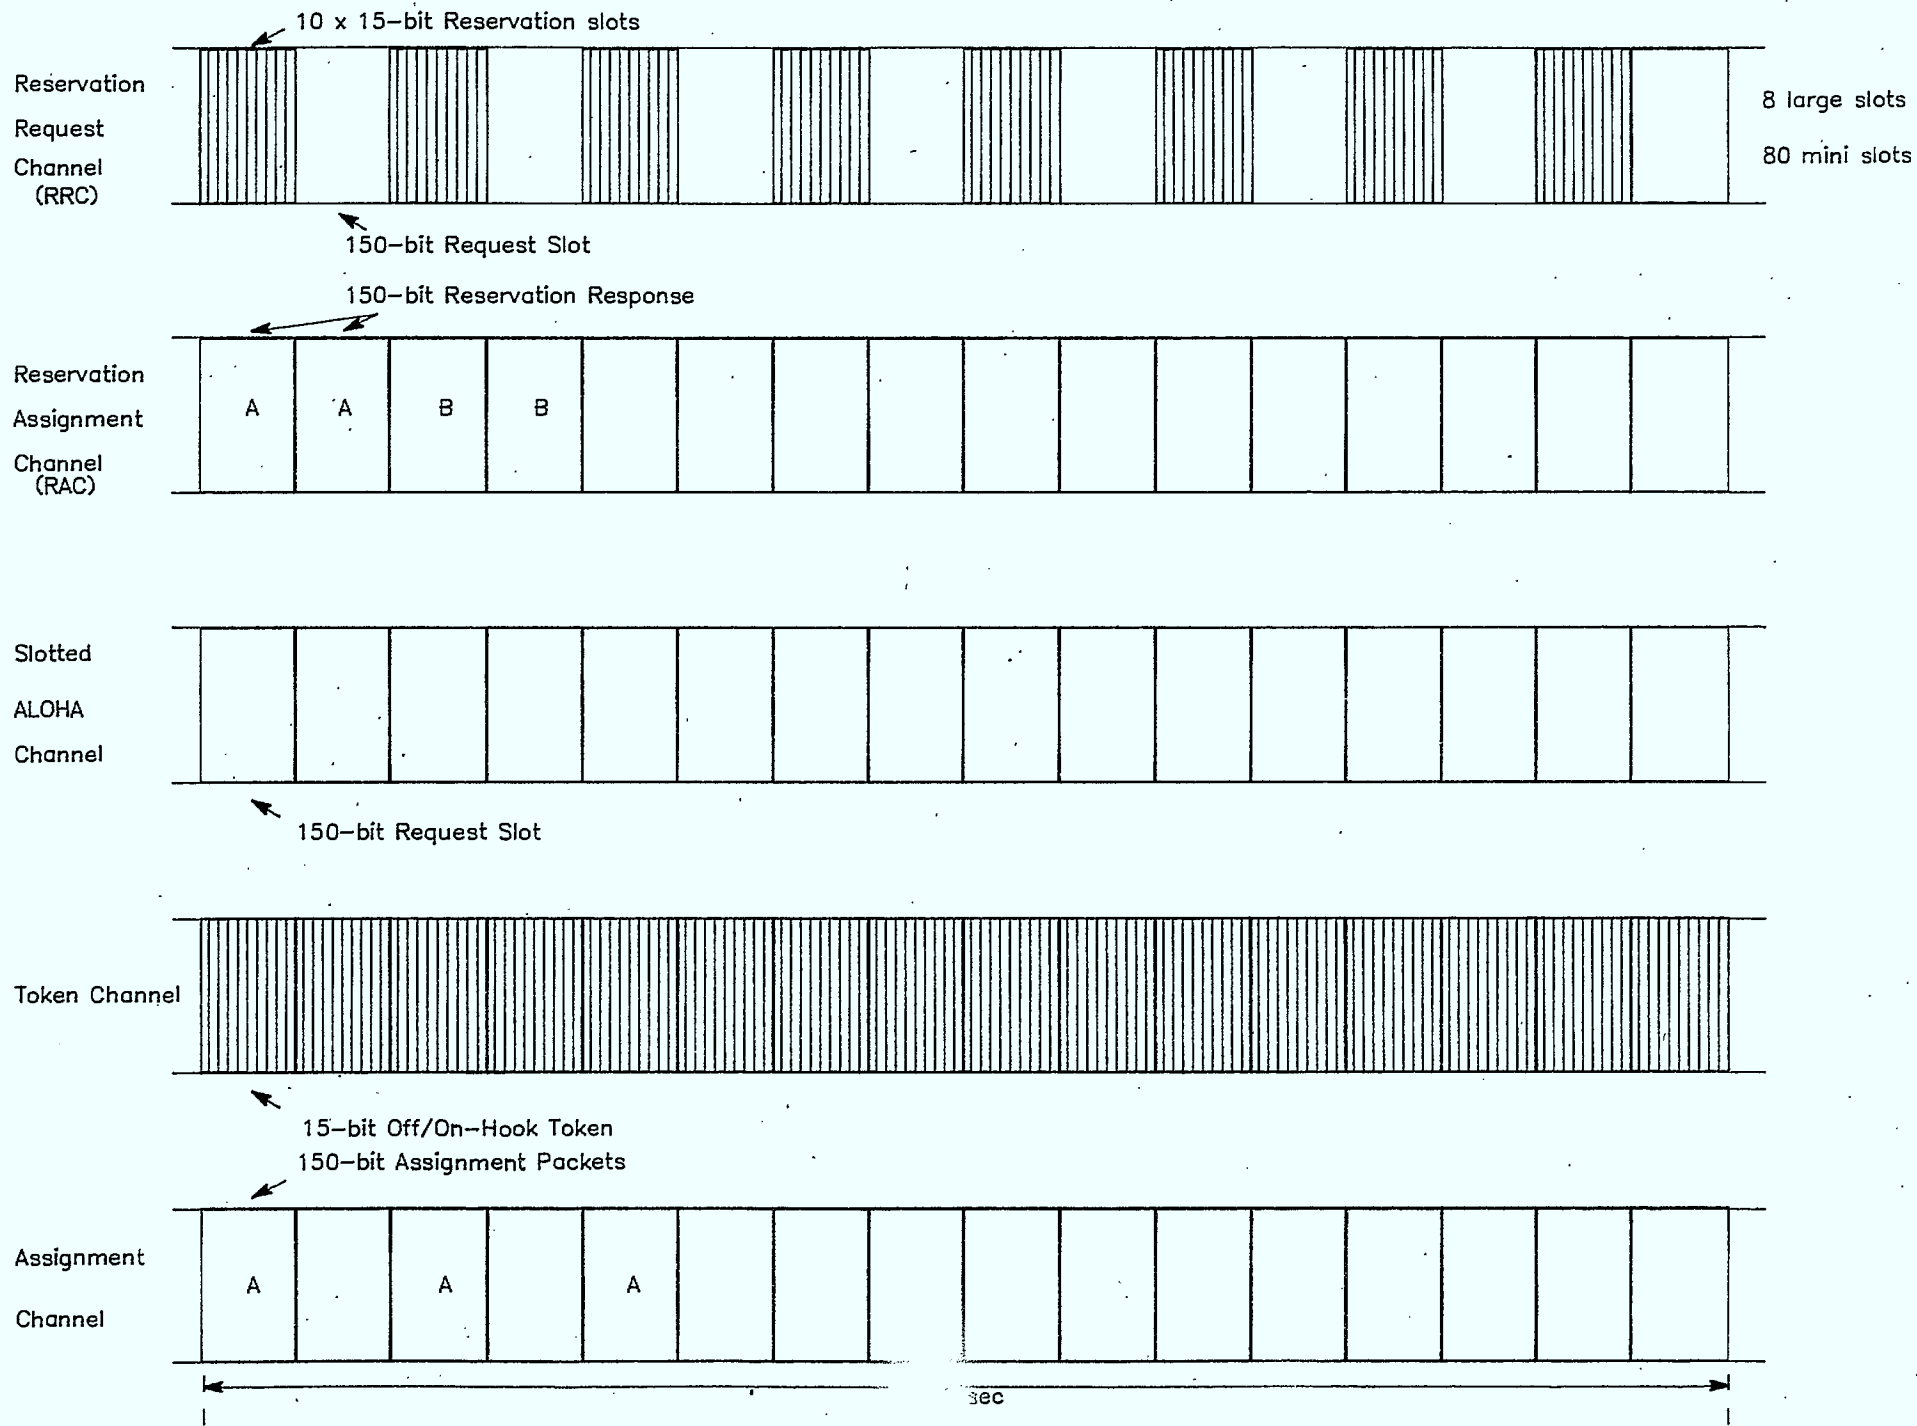 10 x 15-bit Reservation slots
Reservation
Request
Channel
(RRC)
8 large slots
80 mini slots
150-bit Request Slot
150-bit Reservation Response
Reservation
Assignment
Channel
(RAC)
A A B B
Slotted
ALOHA
Channel
150-bit Request Slot
Token Channel
15-bit Off/On-Hook Token
150-bit Assignment Packets
Assignment
Channel
A A A
sec